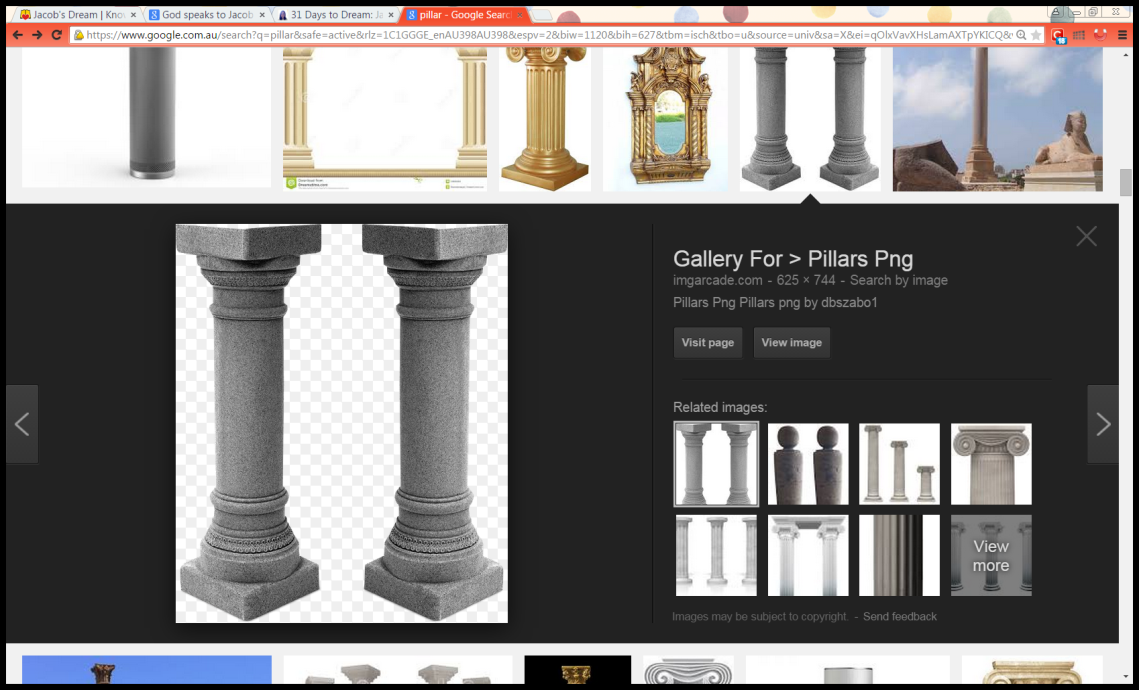 Jacob's Dream | Know
God speaks to Jacob
31 Days to Dream: Ja
pillar - Google Search
https://www.google.com.au/search?q=pillar&safe=active&rlz=1C1GGGE_enAU398AU398&espv=2&biw=1120&bih=627&tbm=isch&tbo=u&source=univ&sa=X&ei=qOlxVavXHsLamAXTpYKICQ&
Gallery For > Pillars Png
imgarcade.com - 625 × 744 - Search by image
Pillars Png Pillars png by dbszabo1
Visit page
View image
Related images:
View
more
Images may be subject to copyright. - Send feedback